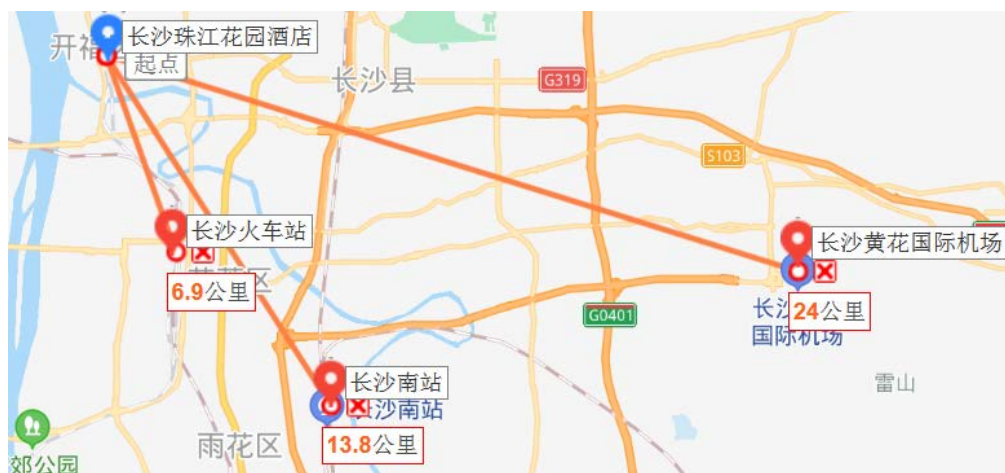 长沙珠江花园酒店
开福
起点
长沙县
G319
S103
长沙火车站
长沙黄花国际机场
6.9公里
24公里
长沙
国际机场
G0401
长沙南站
长沙南站
雷山
13.8公里
雨花区
郊公园